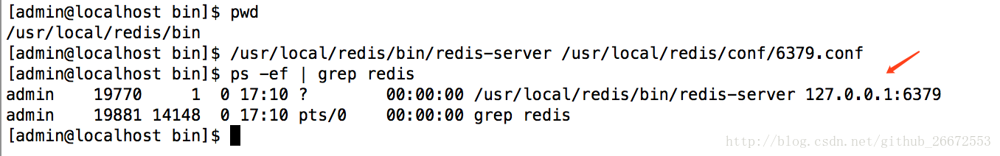 [admin@localhost bin]$ pwd
/usr/local/redis/bin
[admin@localhost bin]$ /usr/local/redis/bin/redis-server /usr/local/redis/conf/6379.conf
[admin@localhost bin]$ ps -ef | grep redis
admin    19770     1  0 17:10 ?        00:00:00 /usr/local/redis/bin/redis-server 127.0.0.1:6379
admin    19881 14148  0 17:10 pts/0    00:00:00 grep redis
[admin@localhost bin]$
http://blog.csdn.net/github_26672553